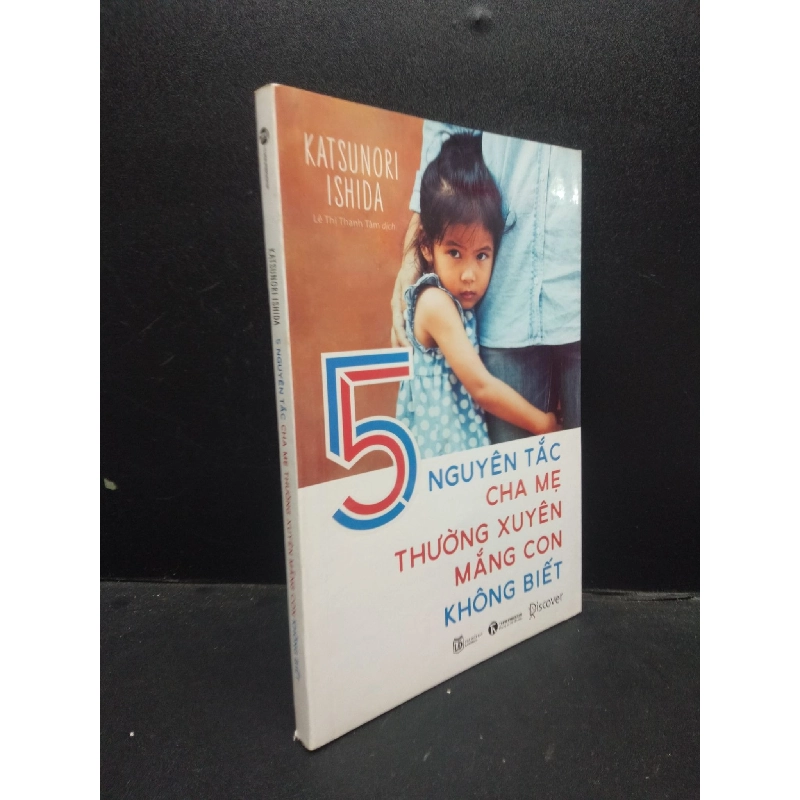 KATSUNORI
ISHIDA
Lê Thị Thanh Tâm dịch
5
NGUYÊN TẮC
CHA MẸ
THƯỜNG XUYÊN
MẮNG CON
KHÔNG BIẾT
Discover
KATSUNORI ISHIDA 5 NGUYÊN TẮC CHA MẸ THƯỜNG XUYÊN MẮNG CON KHÔNG BIẾT